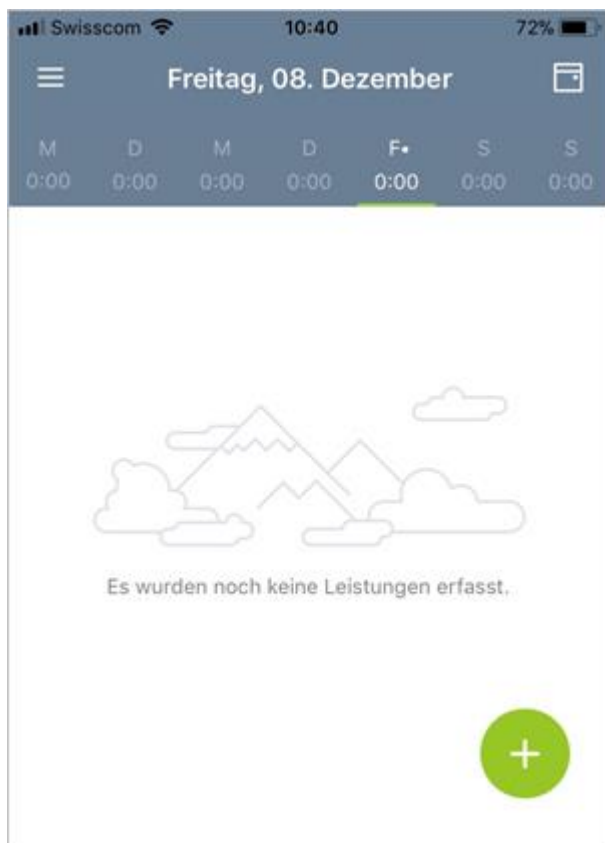 Swisscom 10:40 72%
Freitag, 08. Dezember
M D M D F• S S
0:00 0:00 0:00 0:00 0:00 0:00 0:00
Es wurden noch keine Leistungen erfasst.
+